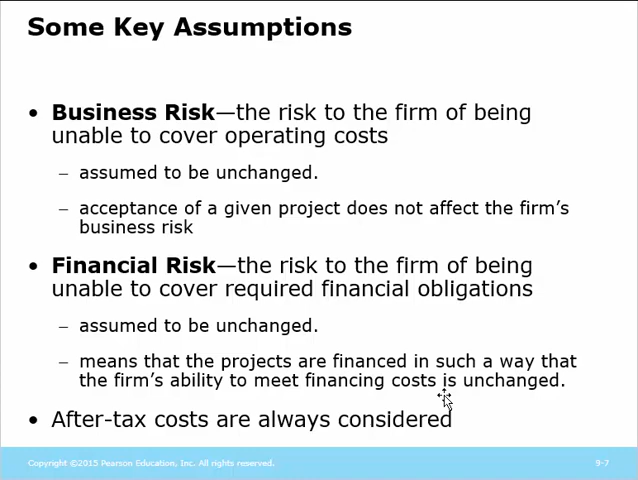 Some Key Assumptions
• Business Risk—the risk to the firm of being
unable to cover operating costs
– assumed to be unchanged.
– acceptance of a given project does not affect the firm's
business risk
• Financial Risk—the risk to the firm of being
unable to cover required financial obligations
– assumed to be unchanged.
– means that the projects are financed in such a way that
the firm's ability to meet financing costs is unchanged.
• After-tax costs are always considered
Copyright ©2015 Pearson Education, Inc. All rights reserved. 9-7